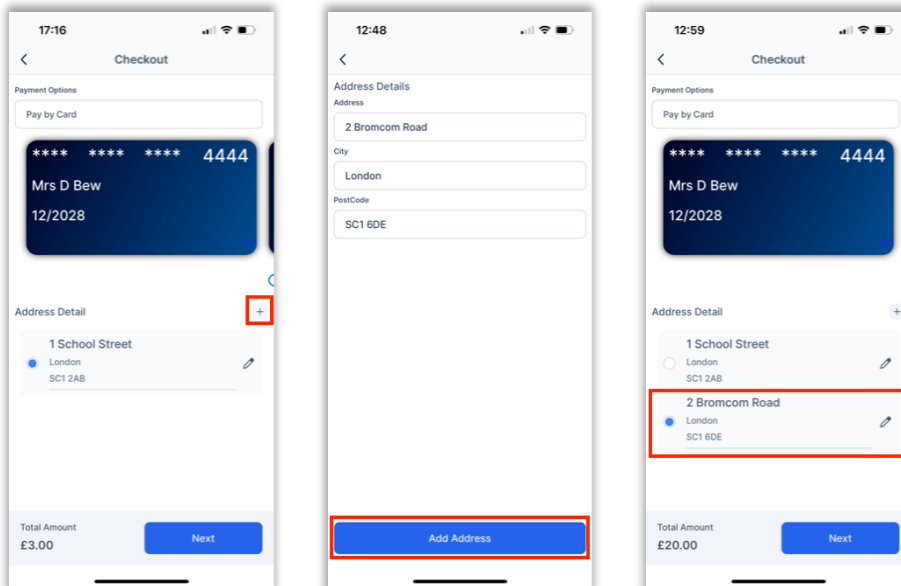 17:16
Checkout
Payment Options
Pay by Card
**** **** **** 4444
Mrs D Bew
12/2028
Address Detail
+
1 School Street
London
SC1 2AB
Total Amount
£3.00
Next
12:48
Address Details
Address
2 Bromcom Road
City
London
PostCode
SC1 6DE
Add Address
12:59
Checkout
Payment Options
Pay by Card
**** **** **** 4444
Mrs D Bew
12/2028
Address Detail
+
1 School Street
London
SC1 2AB
2 Bromcom Road
London
SC1 6DE
Total Amount
£20.00
Next